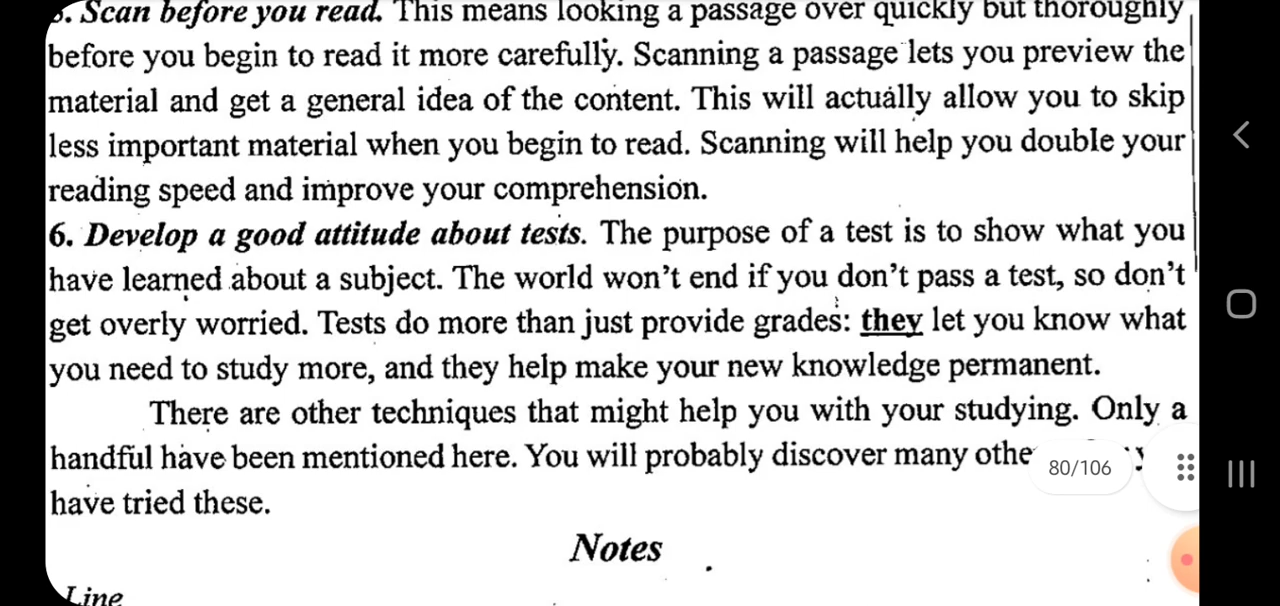 5. Scan before you read. This means looking a passage over quickly but thoroughly
before you begin to read it more carefully. Scanning a passage lets you preview the
material and get a general idea of the content. This will actually allow you to skip
less important material when you begin to read. Scanning will help you double your
reading speed and improve your comprehension.
6. Develop a good attitude about tests. The purpose of a test is to show what you
have learned about a subject. The world won't end if you don't pass a test, so don't
get overly worried. Tests do more than just provide grades: they let you know what
you need to study more, and they help make your new knowledge permanent.
There are other techniques that might help you with your studying. Only a
handful have been mentioned here. You will probably discover many othe
80/106
have tried these.
Notes
Line